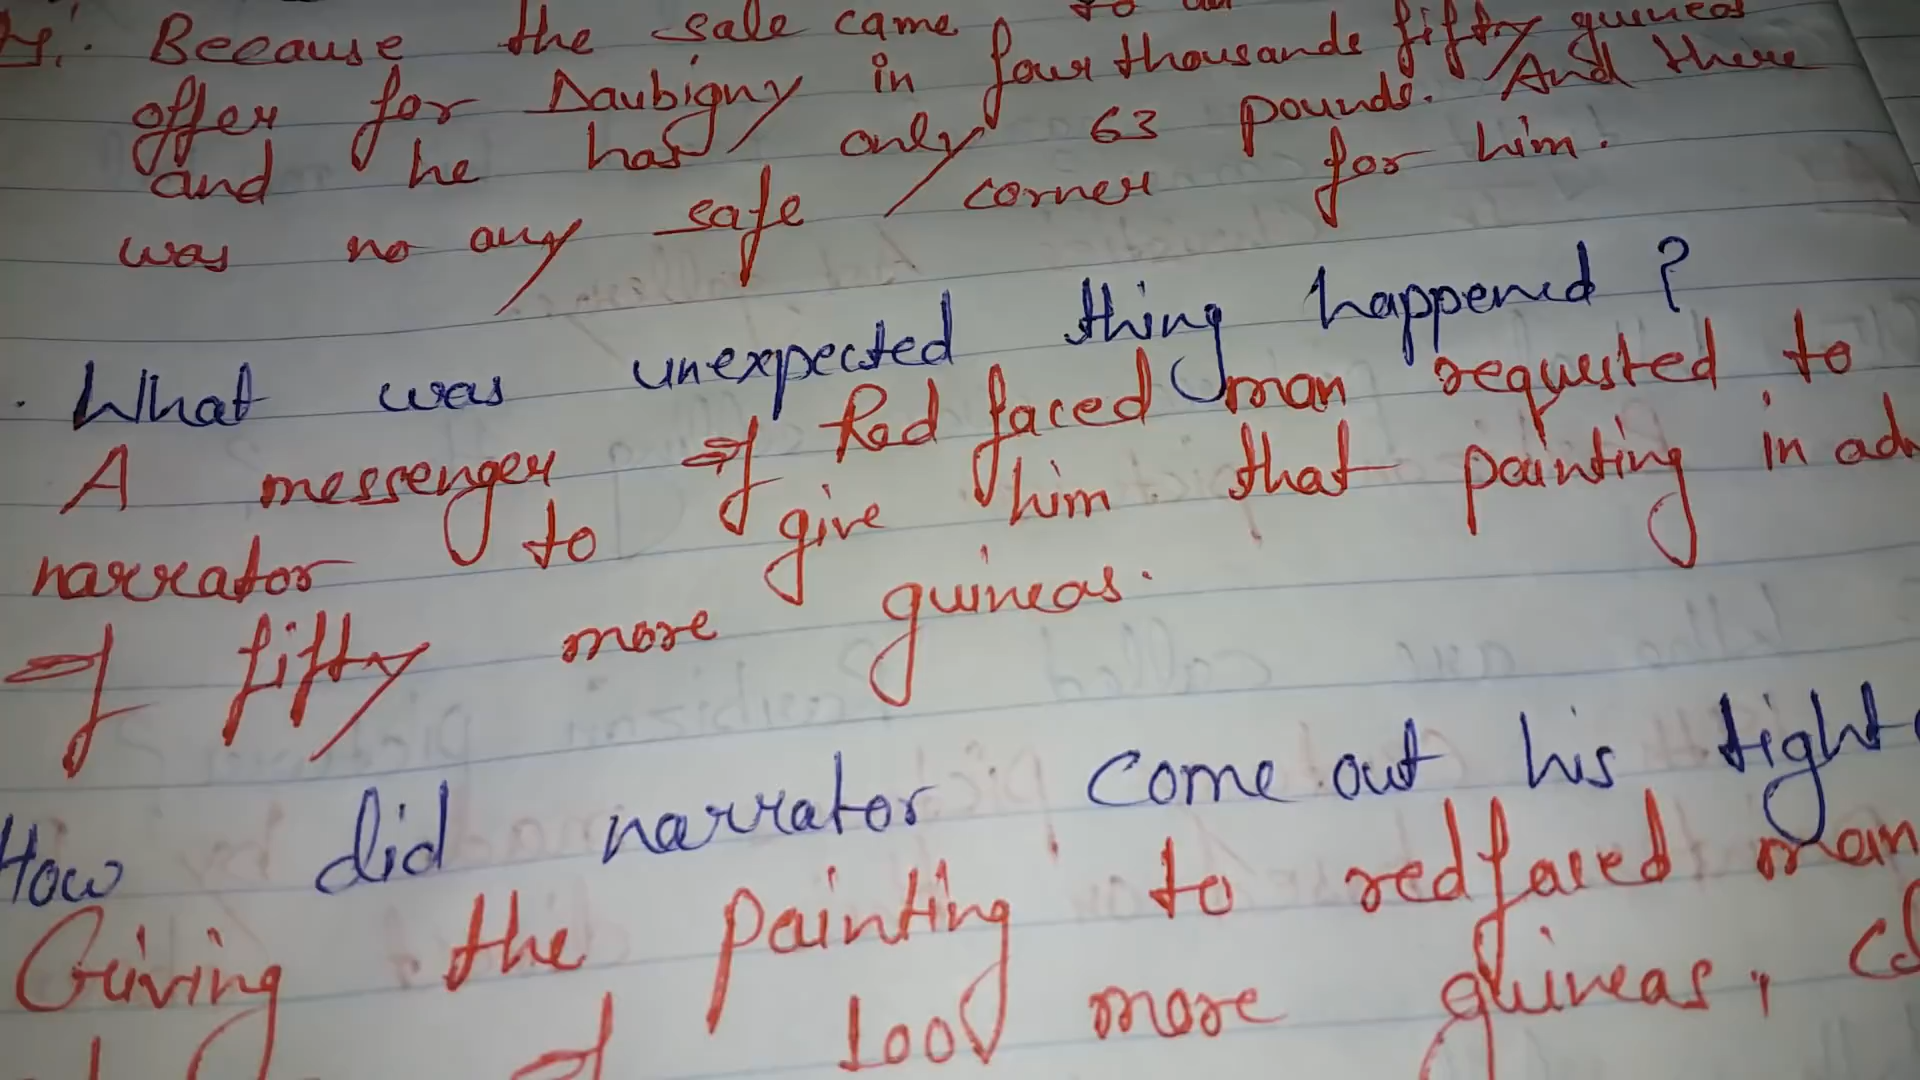 Because the sale came to an
offer for Daubigny in four thousands fifty guineas
and he has only 63 pounds. And there
was no any safe corner for him.
What was unexpected thing happened?
A messenger of Red faced man requested to
narrator to give him that painting in ad
of fifty more guineas.
How did narrator come out his tight
Giving the painting to redfaced man
of 100 more guineas,